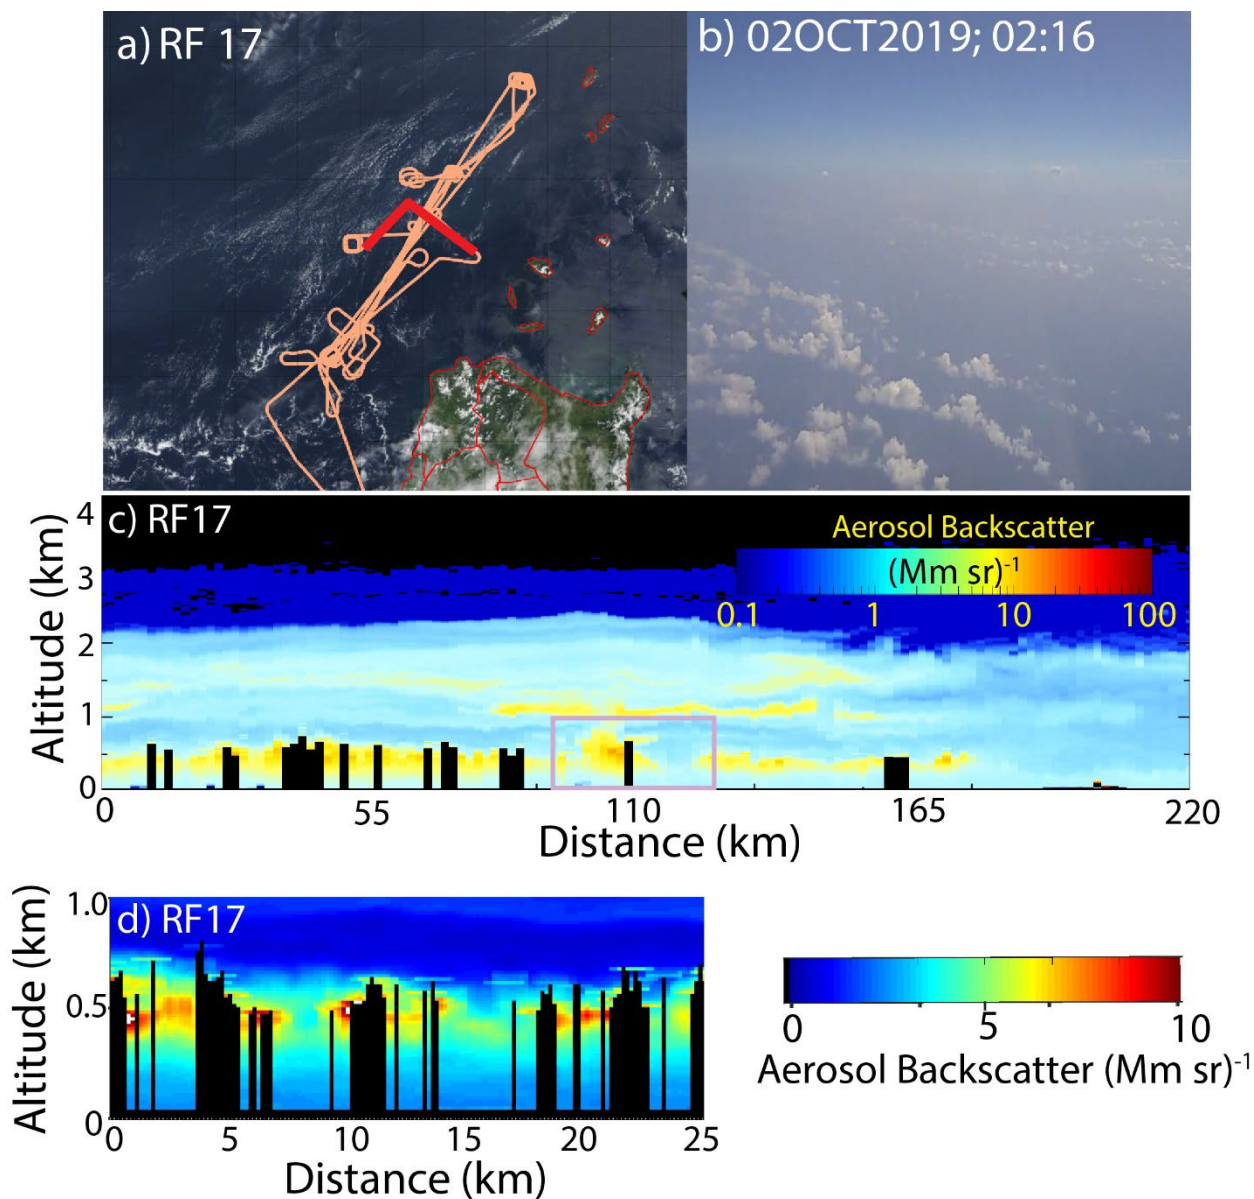 a) RF 17
b) 02OCT2019; 02:16
c) RF17
Aerosol Backscatter
(Mm sr)-1
0.1 1 10 100
Altitude (km)
4
3
2
1
0
0 55 110 165 220
Distance (km)
d) RF17
Altitude (km)
1.0
0.5
0
0 5 10 15 20 25
Distance (km)
0 5 10
Aerosol Backscatter (Mm sr)-1